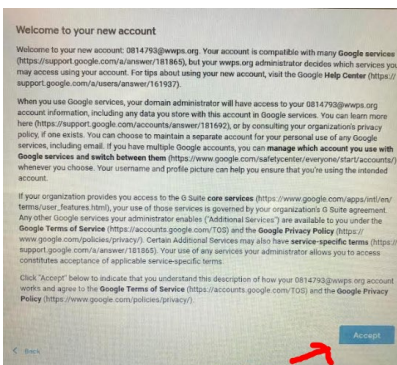 Welcome to your new account
Welcome to your new account: 0814793@wwps.org. Your account is compatible with many Google services
(https://support.google.com/a/answer/181865), but your wwps.org administrator decides which services you
may access using your account. For tips about using your new account, visit the Google Help Center (https://
support.google.com/a/users/answer/161937).
When you use Google services, your domain administrator will have access to your 0814793@wwps.org
account information, including any data you store with this account in Google services. You can learn more
here (https://support.google.com/accounts/answer/181692), or by consulting your organization's privacy
policy, if one exists. You can choose to maintain a separate account for your personal use of any Google
services, including email. If you have multiple Google accounts, you can manage which account you use with
Google services and switch between them (https://www.google.com/safetycenter/everyone/start/accounts/)
whenever you choose. Your username and profile picture can help you ensure that you're using the intended
account.
If your organization provides you access to the G Suite core services (https://www.google.com/apps/intl/en/
terms/user_features.html), your use of those services is governed by your organization's G Suite agreement.
Any other Google services your administrator enables ("Additional Services") are available to you under the
Google Terms of Service (https://accounts.google.com/TOS) and the Google Privacy Policy (https://
www.google.com/policies/privacy/). Certain Additional Services may also have service-specific terms (https://
support.google.com/a/answer/181865). Your use of any services your administrator allows you to access
constitutes acceptance of applicable service-specific terms.
Click "Accept" below to indicate that you understand this description of how your 0814793@wwps.org account
works and agree to the Google Terms of Service (https://accounts.google.com/TOS) and the Google Privacy
Policy (https://www.google.com/policies/privacy/).
Accept
Back